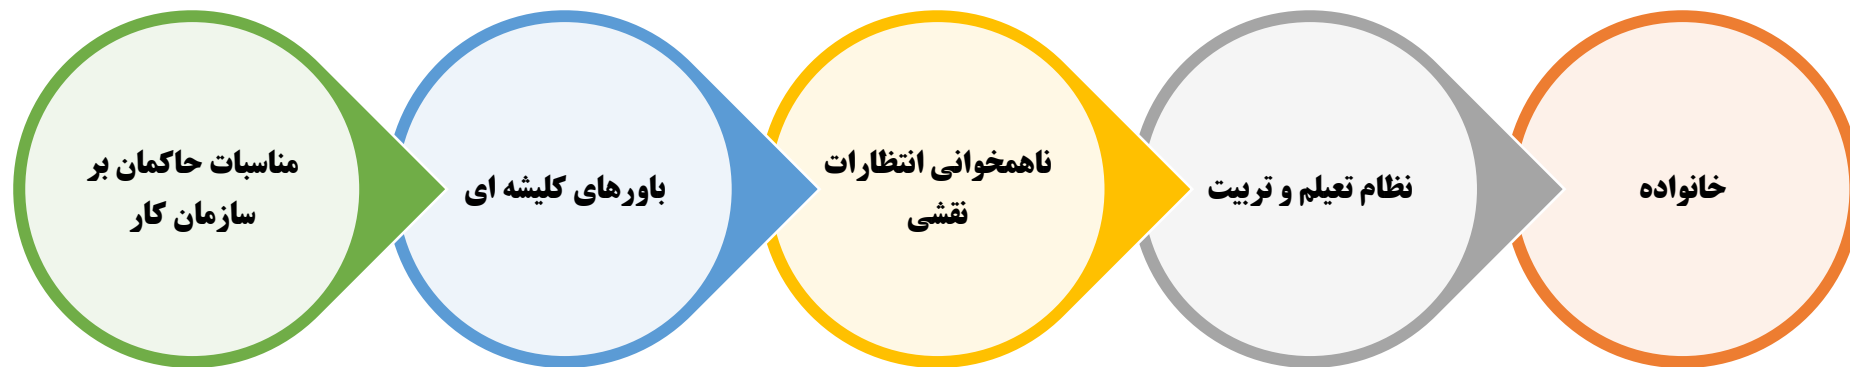 خانواده
نظام تعیلم و تربیت
ناهمخوانی انتظارات
نقشی
باورهای کلیشه ای
مناسبات حاکمان بر
سازمان کار